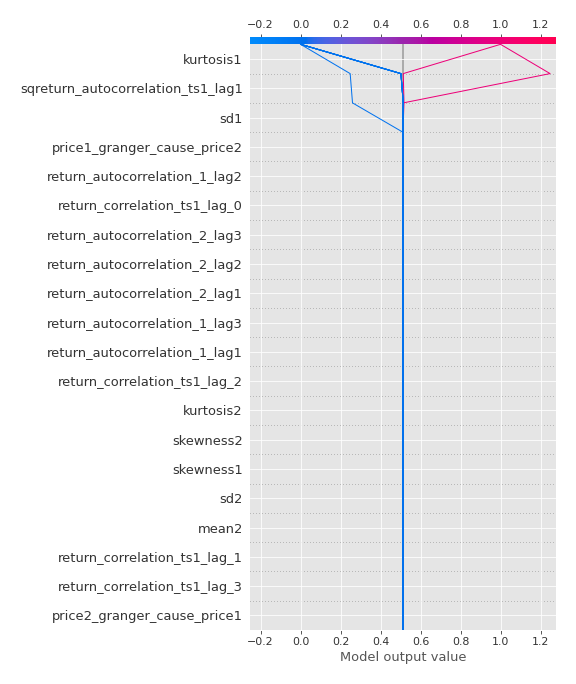 −0.2 0.0 0.2 0.4 0.6 0.8 1.0 1.2
kurtosis1
sqreturn_autocorrelation_ts1_lag1
sd1
price1_granger_cause_price2
return_autocorrelation_1_lag2
return_correlation_ts1_lag_0
return_autocorrelation_2_lag3
return_autocorrelation_2_lag2
return_autocorrelation_2_lag1
return_autocorrelation_1_lag3
return_autocorrelation_1_lag1
return_correlation_ts1_lag_2
kurtosis2
skewness2
skewness1
sd2
mean2
return_correlation_ts1_lag_1
return_correlation_ts1_lag_3
price2_granger_cause_price1
−0.2 0.0 0.2 0.4 0.6 0.8 1.0 1.2
Model output value